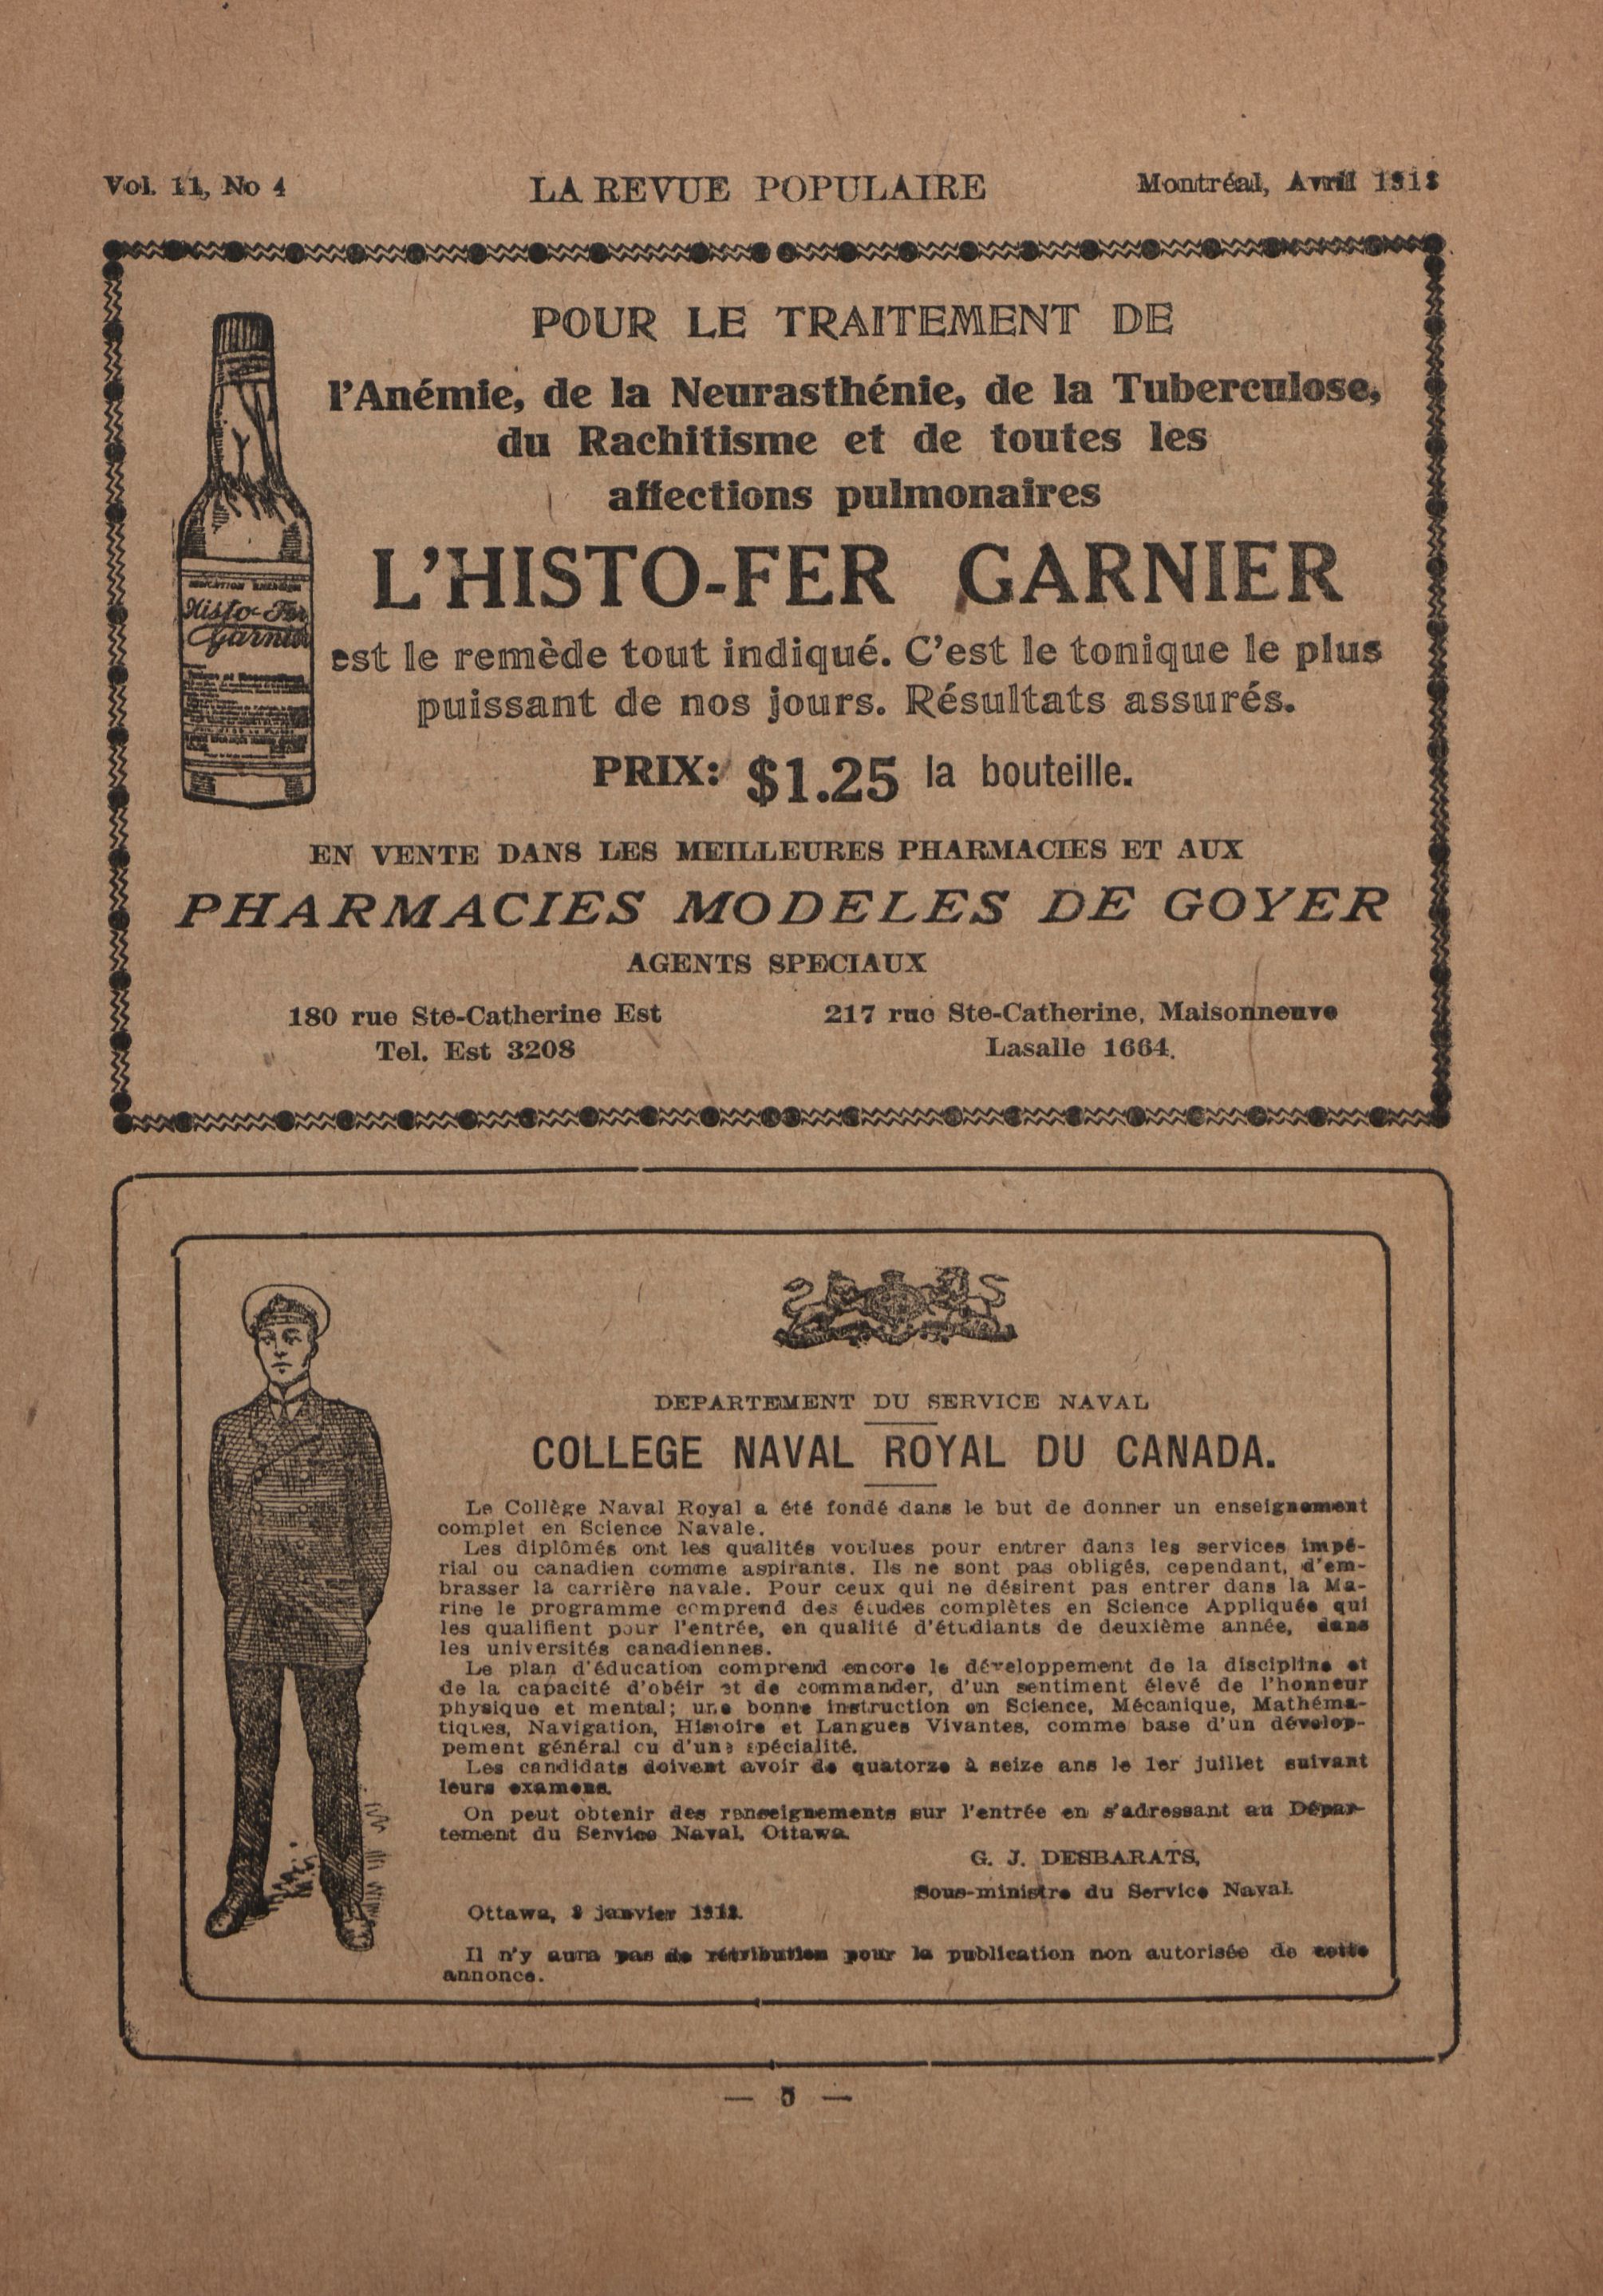 Vol. 11, No 4
LA REVUE POPULAIRE
Montréal, Avril 1918
POUR LE TRAITEMENT DE
l'Anémie, de la Neurasthénie, de la Tuberculose,
du Rachitisme et de toutes les
affections pulmonaires
L'HISTO-FER GARNIER
est le remède tout indiqué. C'est le tonique le plus
puissant de nos jours. Résultats assurés.
PRIX: $1.25 la bouteille.
Histo-Fer
Garnier
EN VENTE DANS LES MEILLEURES PHARMACIES ET AUX
PHARMACIES MODELES DE GOYER
AGENTS SPECIAUX
180 rue Ste-Catherine Est
Tel. Est 3208
217 rue Ste-Catherine, Maisonneuve
Lasalle 1664.
DEPARTEMENT DU SERVICE NAVAL
COLLEGE NAVAL ROYAL DU CANADA.
Le Collège Naval Royal a été fondé dans le but de donner un enseignement
complet en Science Navale.
Les diplômés ont les qualités voulues pour entrer dans les services impé-
rial ou canadien comme aspirants. Ils ne sont pas obligés, cependant, d'em-
brasser la carrière navale. Pour ceux qui ne désirent pas entrer dans la Ma-
rine le programme comprend des études complètes en Science Appliquée qui
les qualifient pour l'entrée, en qualité d'étudiants de deuxième année, dans
les universités canadiennes.
Le plan d'éducation comprend encore le développement de la discipline et
de la capacité d'obéir et de commander, d'un sentiment élevé de l'honneur
physique et mental; une bonne instruction en Science, Mécanique, Mathéma-
tiques, Navigation, Histoire et Langues Vivantes, comme base d'un dévelop-
pement général ou d'une spécialité.
Les candidats doivent avoir de quatorze à seize ans le 1er juillet suivant
leurs examens.
On peut obtenir des renseignements sur l'entrée en s'adressant au Dépar-
tement du Service Naval, Ottawa.
G. J. DESBARATS,
Sous-ministre du Service Naval.
Ottawa, janvier 1918.
Il n'y aura pas de rétribution pour la publication non autorisée de cette
annonce.
— 5 —